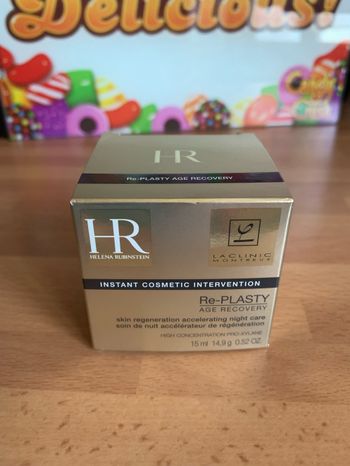 Delicious!
HR
Re-PLASTY AGE RECOVERY
HR
HELENA RUBINSTEIN
LACLINIC
MONTREUX
INSTANT COSMETIC INTERVENTION
Re-PLASTY
AGE RECOVERY
skin regeneration accelerating night care
soin de nuit accélérateur de régénération
HIGH CONCENTRATION PRO-XYLANE
15 ml 14,9 g 0.52 OZ.